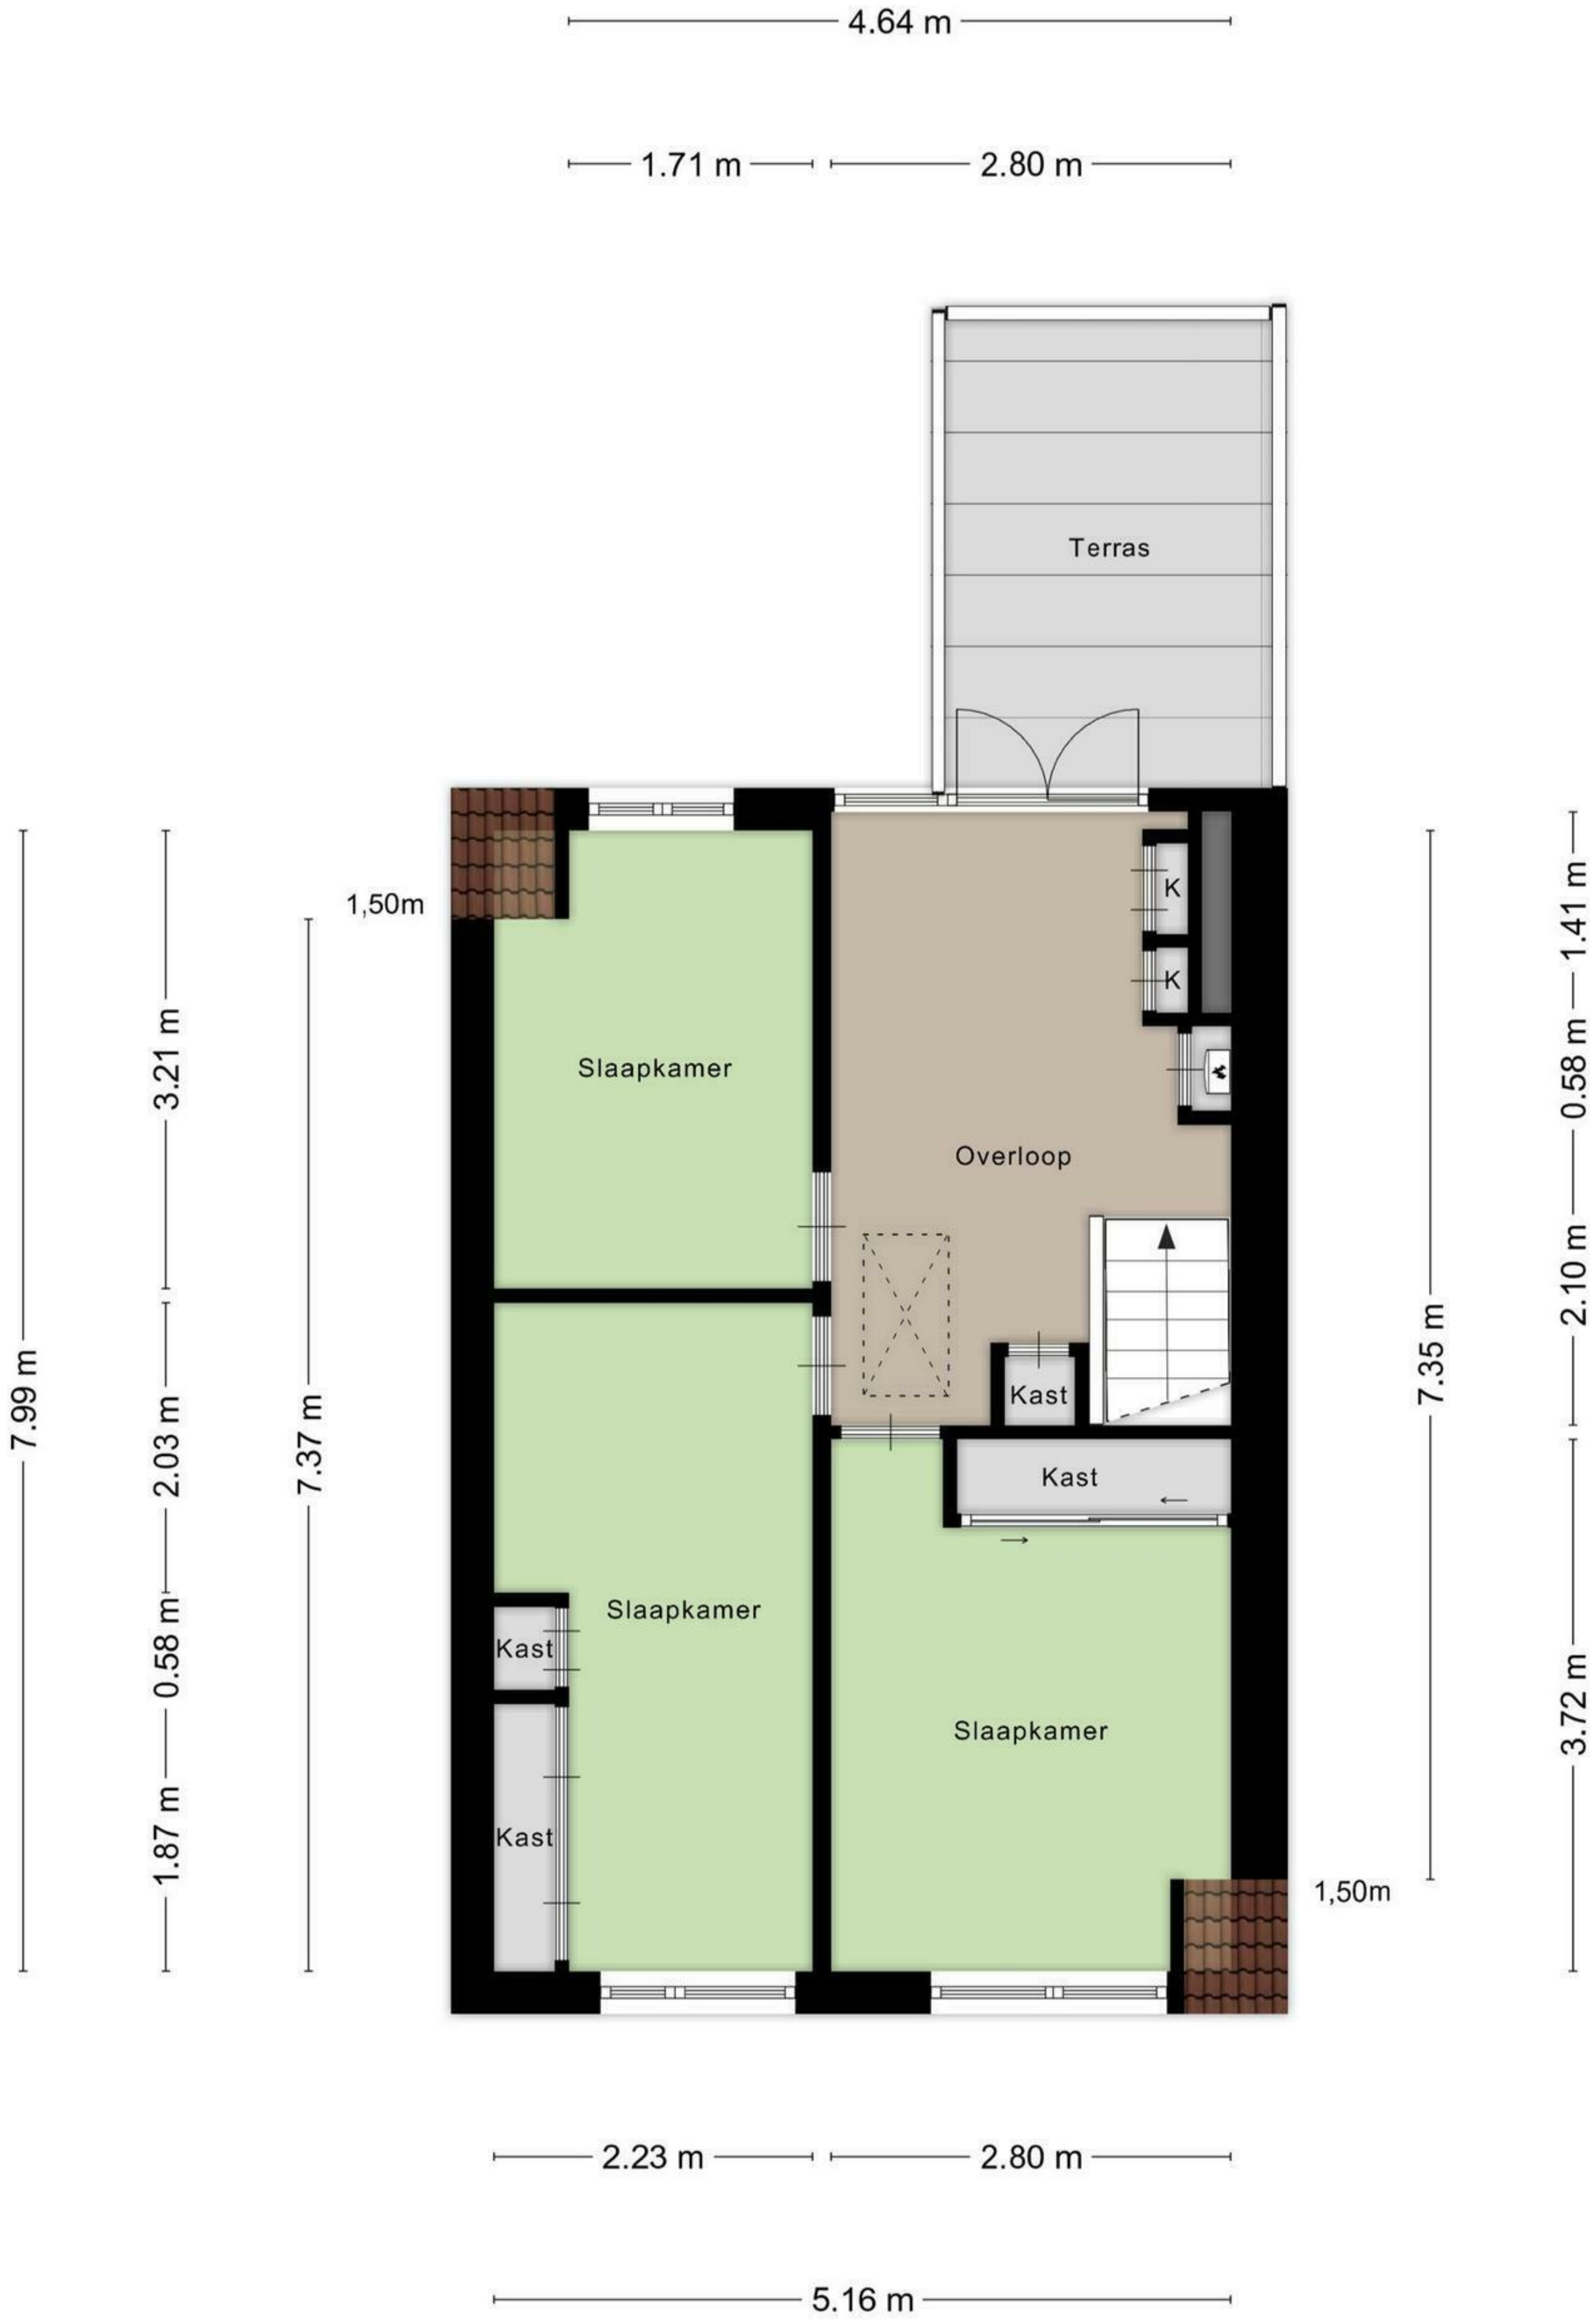 4.64 m
1.71 m
2.80 m
Terras
1,50m
K
K
1.41 m
3.21 m
0.58 m
Slaapkamer
Overloop
2.10 m
7.99 m
7.35 m
Kast
2.03 m
7.37 m
Kast
Slaapkamer
0.58 m
Kast
3.72 m
Slaapkamer
1.87 m
Kast
1,50m
2.23 m
2.80 m
5.16 m